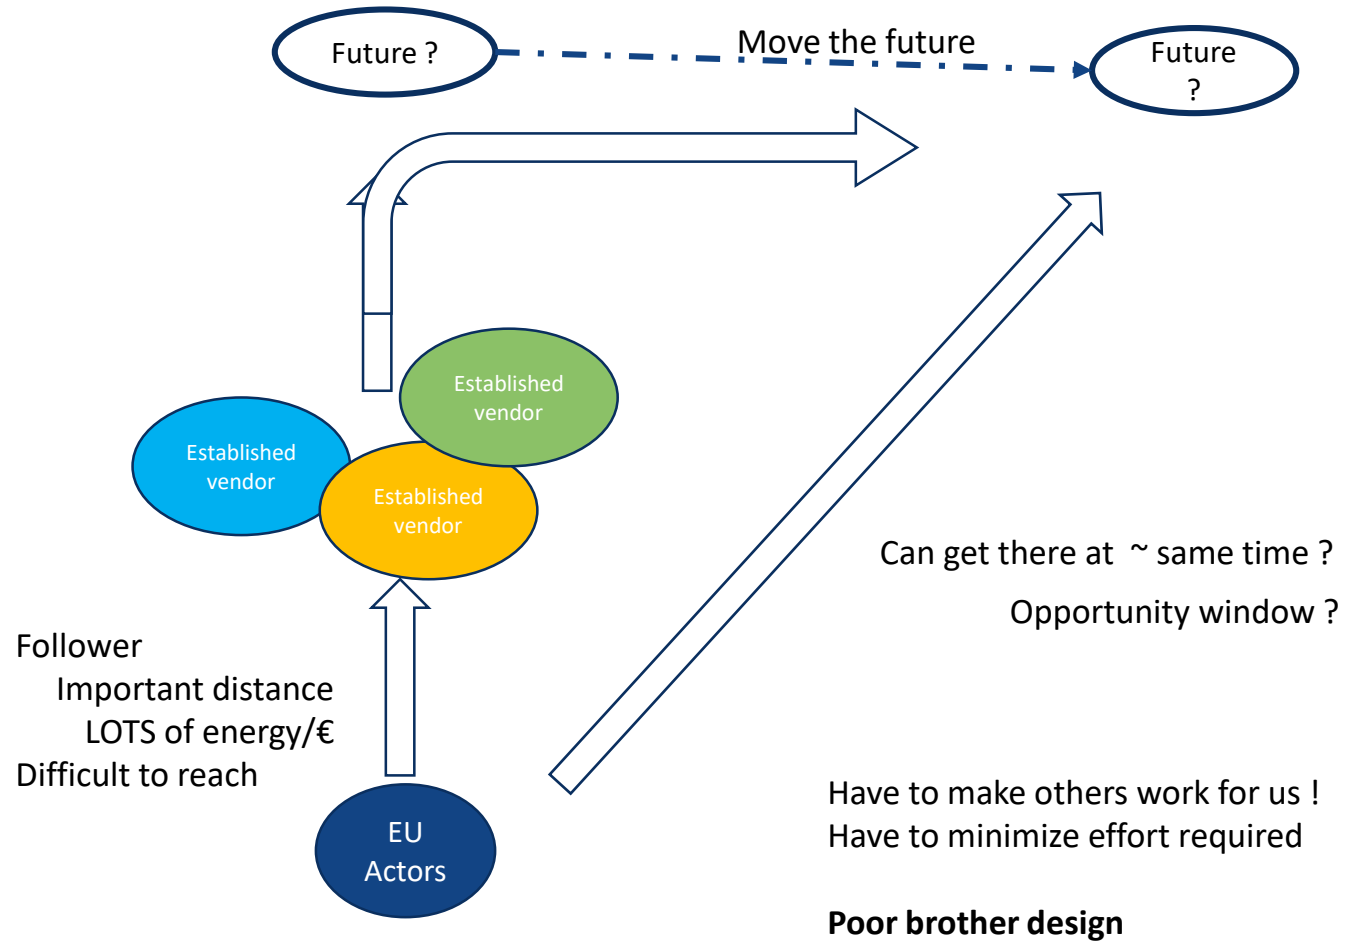 Future ?
Move the future
Future
?
Established
vendor
Established
vendor
Established
vendor
Can get there at  ~ same time ?
Opportunity window ?
Follower
Important distance
LOTS of energy/€
Difficult to reach
EU
Actors
Have to make others work for us !
Have to minimize effort required
Poor brother design